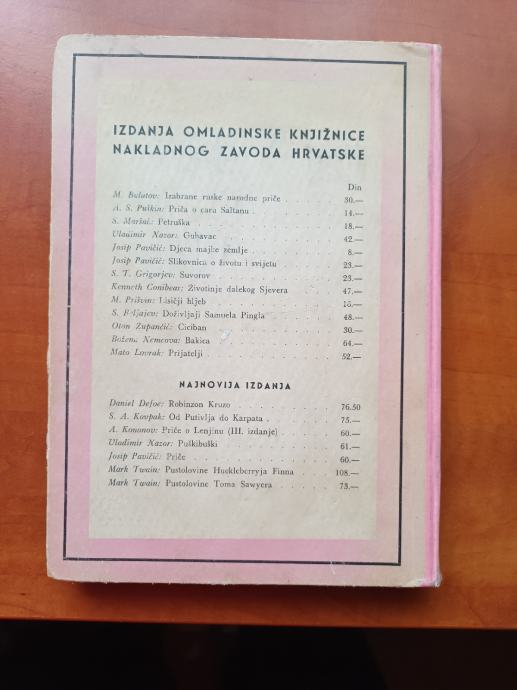 IZDANJA OMLADINSKE KNJIŽNICE
NAKLADNOG ZAVODA HRVATSKE
Din
M. Bulatov: Izabrane ruske narodne priče . . . 30.—
A. S. Puškin: Priča o caru Saltanu . . . 14.—
S. Maršak: Petruška . . . 18.—
Vladimir Nazor: Gubavac . . . 42.—
Josip Pavičić: Djeca majke zemlje . . . 8.—
Josip Pavičić: Slikovnica o životu i svijetu . . . 23.—
S. T. Grigorjev: Suvorov . . . 23.—
Kenneth Conibear: Životinje dalekog Sjevera . . . 47.—
M. Prišvin: Lisičji hljeb . . . 18.—
S. Beljajev: Doživljaji Samuela Pingla . . . 48.—
Oton Zupančič: Ciciban . . . 30.—
Božena Nemcova: Bakica . . . 64.—
Mato Lovrak: Prijatelji . . . 52.—
NAJNOVIJA IZDANJA
Daniel Defoe: Robinzon Kruzo . . . 76.50
S. A. Kovpak: Od Putivlja do Karpata . . . 75.—
A. Kononov: Priče o Lenjinu (III. izdanje) . . . 60.—
Vladimir Nazor: Puškibuški . . . 61.—
Josip Pavičić: Priče . . . 60.—
Mark Twain: Pustolovine Huckleberryja Finna . . . 108.—
Mark Twain: Pustolovine Toma Sawyera . . . 73.—